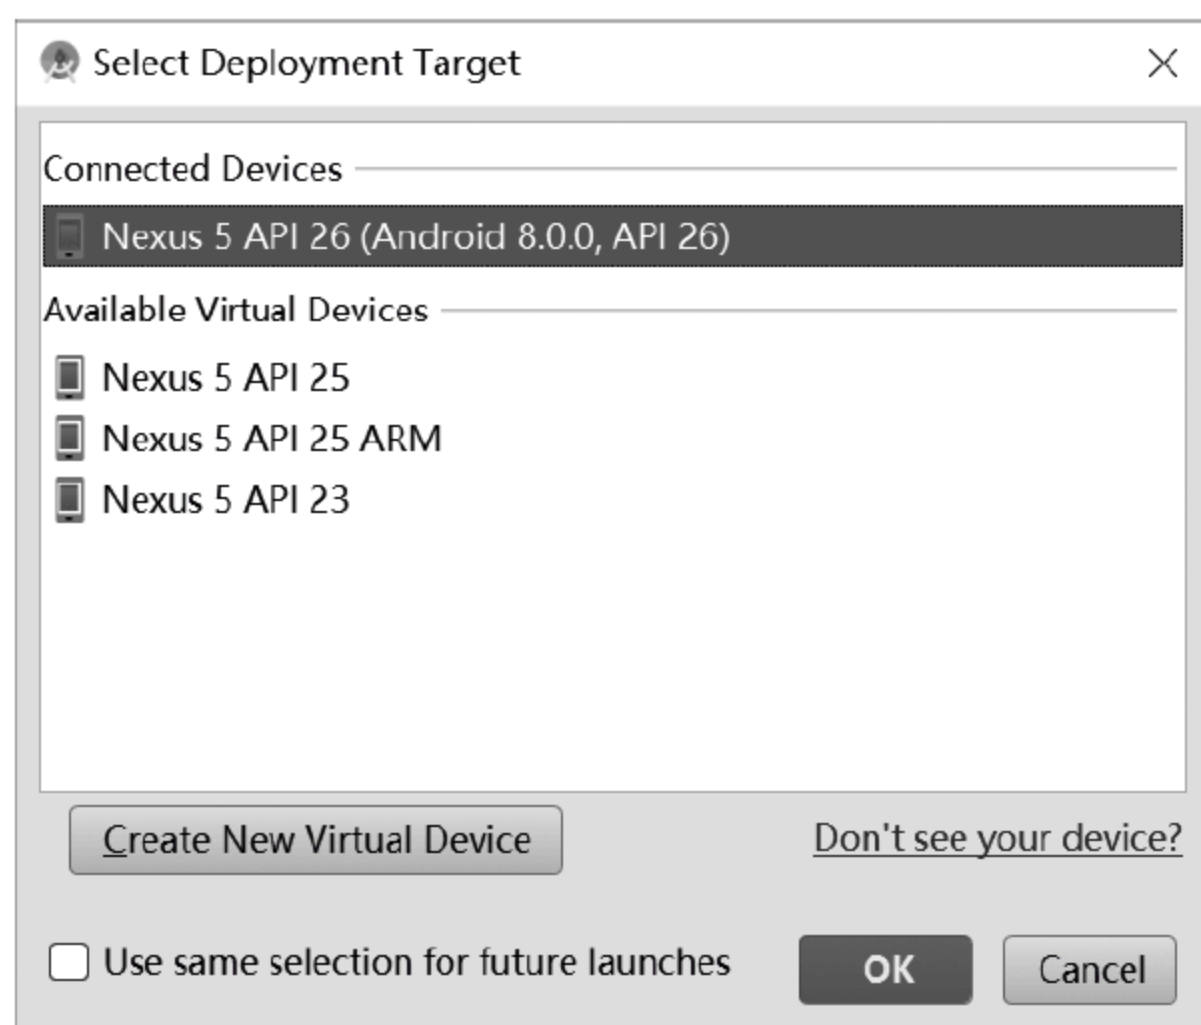 Select Deployment Target
Connected Devices
Nexus 5 API 26 (Android 8.0.0, API 26)
Available Virtual Devices
Nexus 5 API 25
Nexus 5 API 25 ARM
Nexus 5 API 23
Create New Virtual Device
Don't see your device?
Use same selection for future launches
OK
Cancel